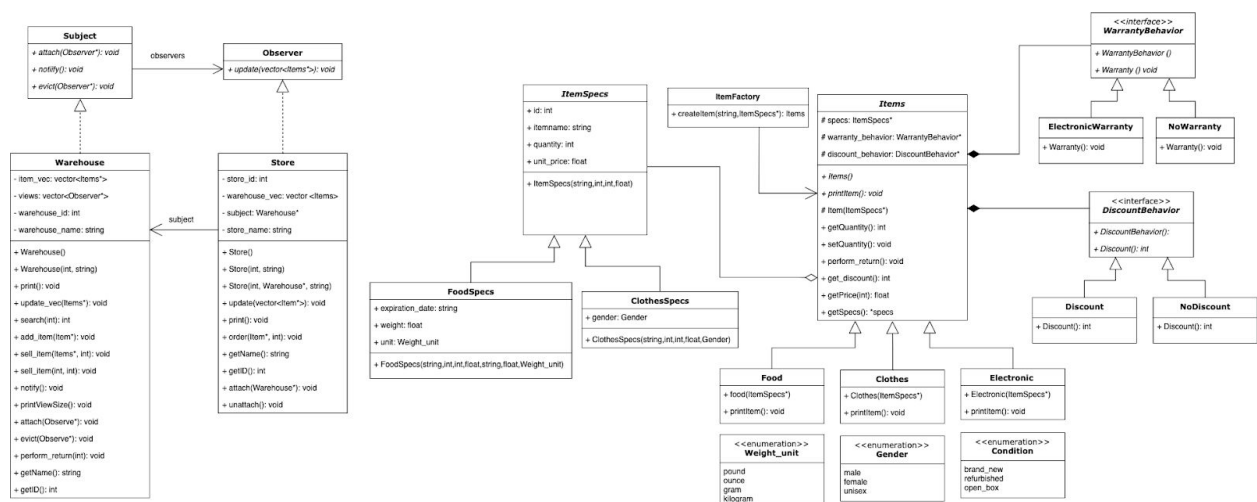 Subject
+ attach(Observer*): void
+ notiify(): void
+ evict(Observer*): void
observers
Observer
+ update(vector<Items*>): void
Warehouse
- item_vec: vector<Items*>
- views: vector<Observer*>
- warehouse_id: int
- warehouse_name: string
+ Warehouse()
+ Warehouse(int, string)
+ print(): void
+ update_vec(Items*): void
+ search(int): int
+ add_item(Item*): void
+ sell_item(Items*, int): void
+ sell_item(int, int): void
+ notify(): void
+ printViewSize(): void
+ attach(Observe*): void
+ evict(Observe*): void
+ perform_return(int): void
+ getName(): string
+ getID(): int
subject
Store
- store_id: int
- warehouse_vec: vector <Items>
- subject: Warehouse*
- store_name: string
+ Store()
+ Store(int, string)
+ Store(int, Warehouse*, string)
+ update(vector<Item*>): void
+ print(): void
+ order(Item*, int): void
+ getName(): string
+ getID(): int
+ attach(Warehouse*): void
+ unattach(): void
ItemSpecs
+ id: int
+ itemname: string
+ quantity: int
+ unit_price: float
+ ItemSpecs(string,int,int,float)
FoodSpecs
+ expiration_date: string
+ weight: float
+ unit: Weight_unit
+ FoodSpecs(string,int,int,float,string,float,Weight_unit)
ClothesSpecs
+ gender: Gender
+ ClothesSpecs(string,int,int,float,Gender)
ItemFactory
+ createItem(string,ItemSpecs*): Items
Items
# specs: ItemSpecs*
# warranty_behavior: WarrantyBehavior*
# discount_behavior: DiscountBehavior*
+ Items()
+ printItem(): void
# Item(ItemSpecs*)
+ getQuantity(): int
+ setQuantity(): void
+ perform_return(): void
+ get_discount(): int
+ getPrice(int): float
+ getSpecs(): *specs
<<interface>>
WarrantyBehavior
+ WarrantyBehavior ()
+ Warranty () void
ElectronicWarranty
+ Warranty(): void
NoWarranty
+ Warranty(): void
<<interface>>
DiscountBehavior
+ DiscountBehavior():
+ Discount(): int
Discount
+ Discount(): int
NoDiscount
+ Discount(): int
Food
+ food(ItemSpecs*)
+ printItem(): void
Clothes
+ Clothes(ItemSpecs*)
+ printItem(): void
Electronic
+ Electronic(ItemSpecs*)
+ printItem(): void
<<enumeration>>
Weight_unit
pound
ounce
gram
kilogram
<<enumeration>>
Gender
male
female
unisex
<<enumeration>>
Condition
brand_new
refurbished
open_box